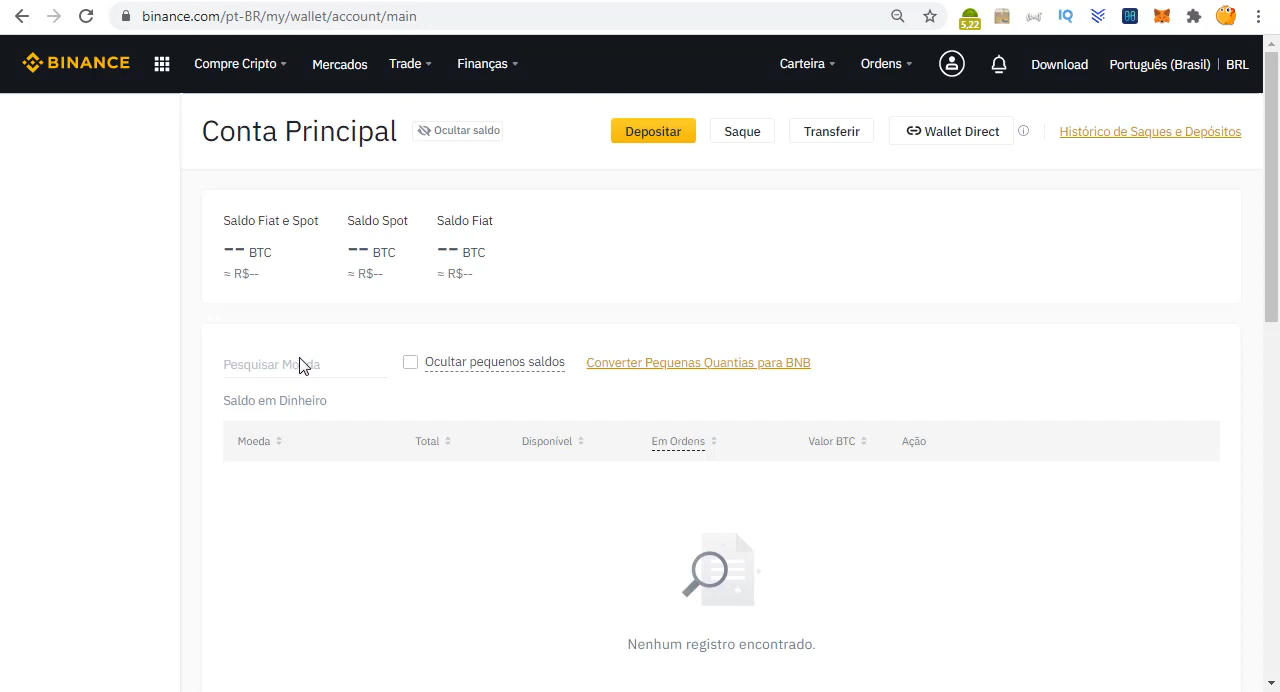 binance.com/pt-BR/my/wallet/account/main
5,22
IQ
BINANCE Compre Cripto Mercados Trade Finanças Carteira Ordens Download Português (Brasil) | BRL
Conta Principal Ocultar saldo Depositar Saque Transferir Wallet Direct Histórico de Saques e Depósitos
Saldo Fiat e Spot Saldo Spot Saldo Fiat
-- BTC -- BTC -- BTC
≈ R$-- ≈ R$-- ≈ R$--
Pesquisar Moeda Ocultar pequenos saldos Converter Pequenas Quantias para BNB
Saldo em Dinheiro
Moeda Total Disponível Em Ordens Valor BTC Ação
Nenhum registro encontrado.